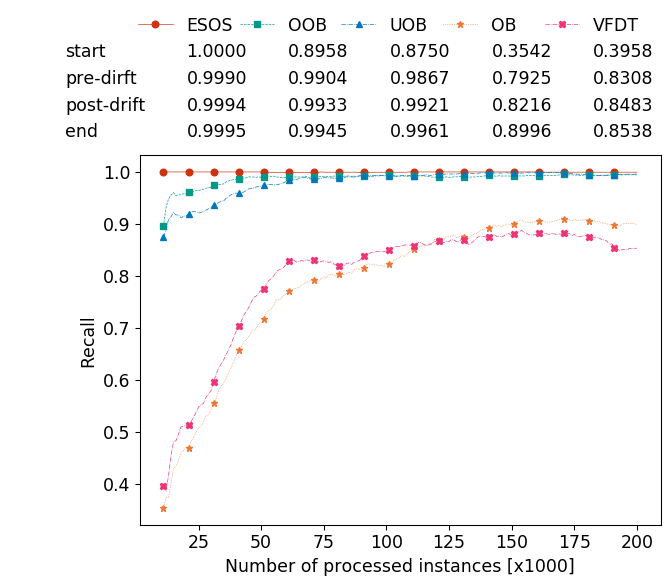 ESOS OOB UOB OB VFDT
start 1.0000 0.8958 0.8750 0.3542 0.3958
pre-dirft 0.9990 0.9904 0.9867 0.7925 0.8308
post-drift 0.9994 0.9933 0.9921 0.8216 0.8483
end 0.9995 0.9945 0.9961 0.8996 0.8538
1.0
0.9
0.8
0.7
0.6
0.5
0.4
Recall
25 50 75 100 125 150 175 200
Number of processed instances [x1000]